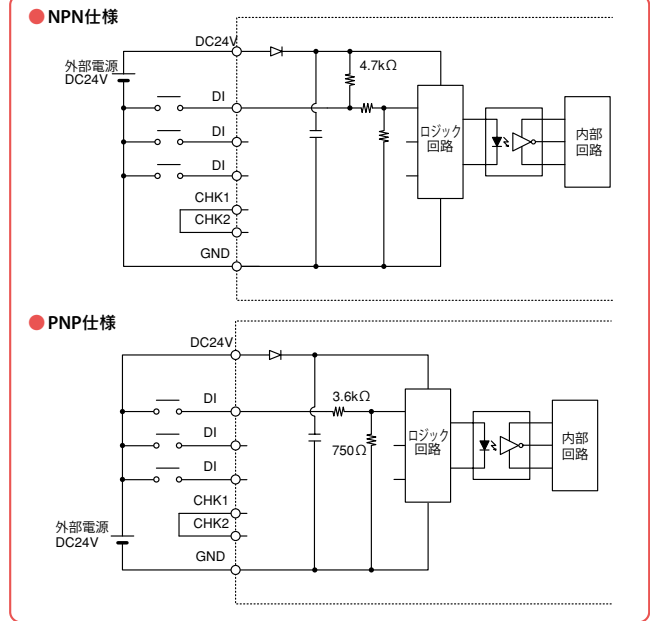 ●NPN仕様
DC24V
外部電源
DC24V
4.7kΩ
DI
DI
DI
ロジック
回路
内部
回路
CHK1
CHK2
GND
●PNP仕様
DC24V
DI
3.6kΩ
DI
750Ω
DI
ロジック
回路
内部
回路
CHK1
CHK2
外部電源
DC24V
GND